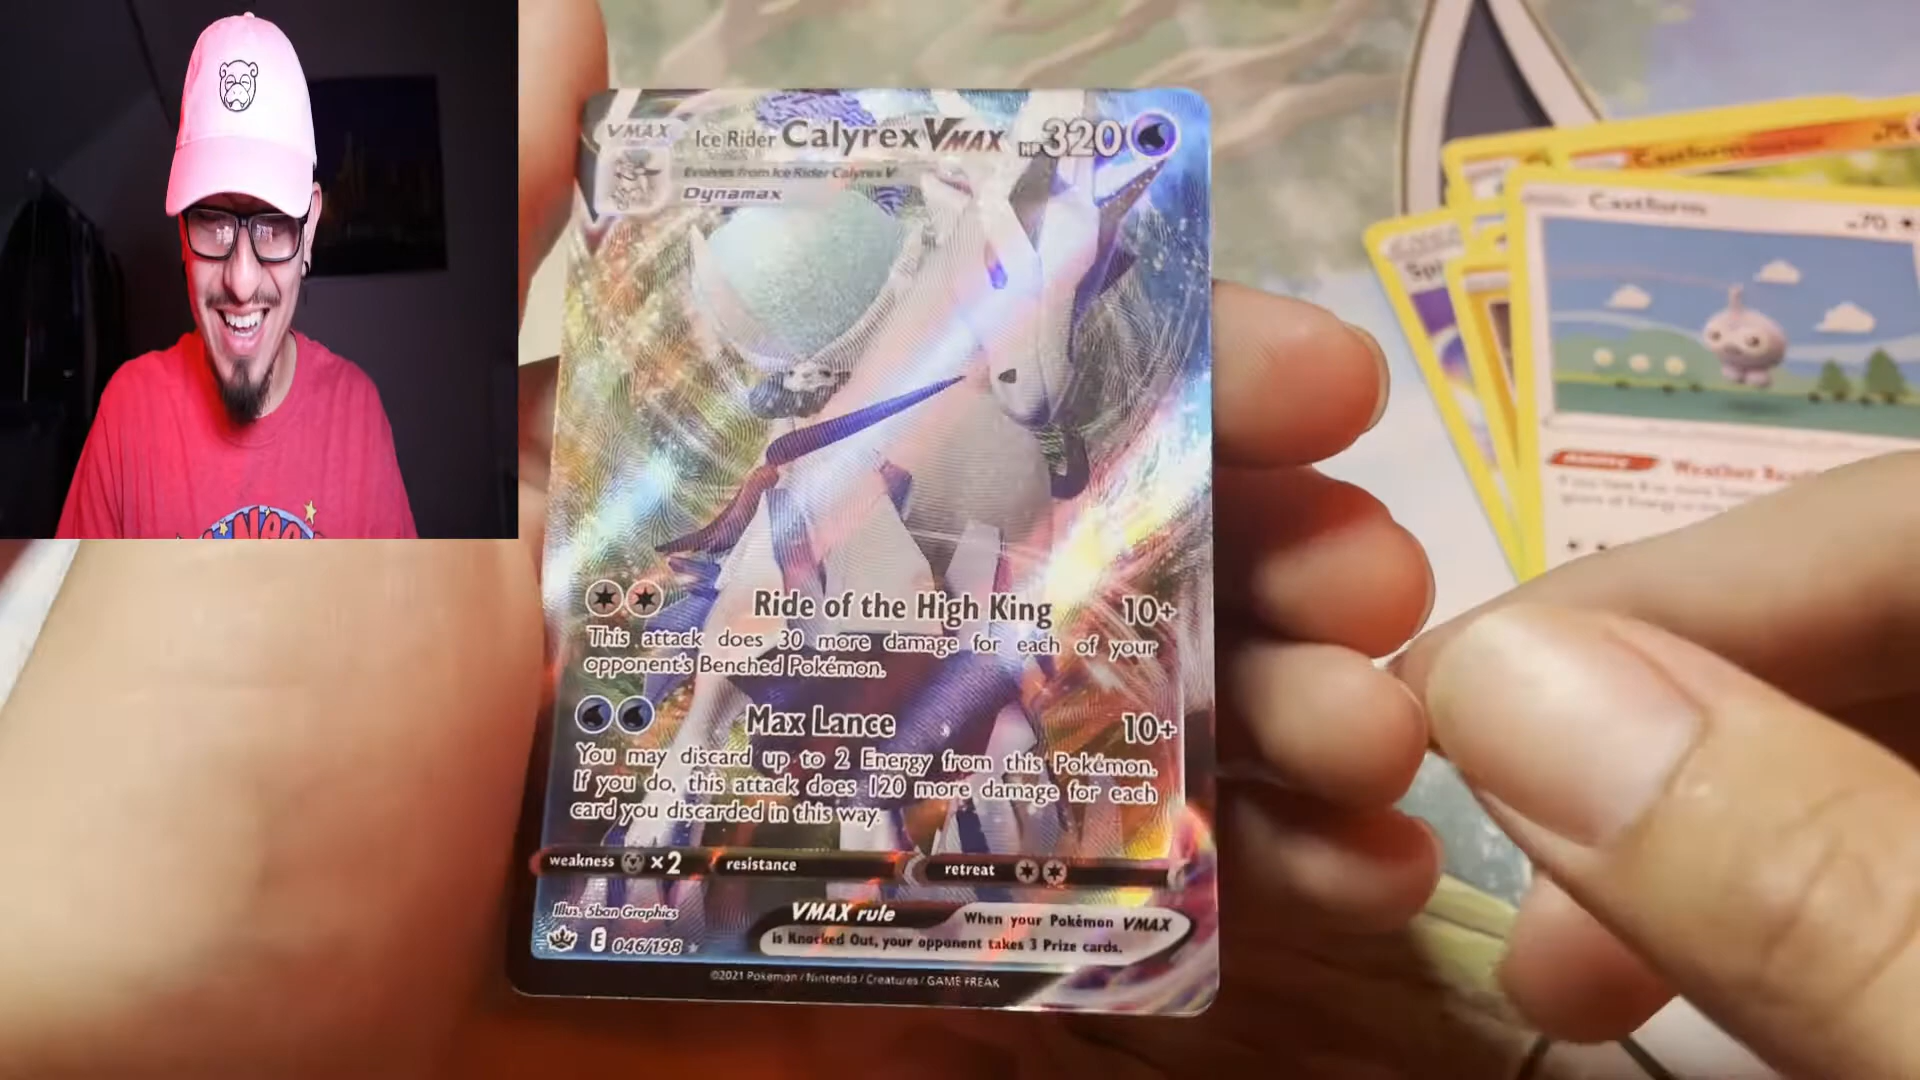 VMAX
Ice Rider Calyrex VMAX HP 320
Evolves from Ice Rider Calyrex V
Dynamax
Ride of the High King 10+
This attack does 30 more damage for each of your
opponent's Benched Pokémon.
Max Lance 10+
You may discard up to 2 Energy from this Pokémon.
If you do, this attack does 120 more damage for each
card you discarded in this way.
weakness ×2 resistance retreat
Illus. 5ban Graphics
VMAX rule When your Pokémon VMAX
is Knocked Out, your opponent takes 3 Prize cards.
E 046/198
©2021 Pokémon / Nintendo / Creatures / GAME FREAK
Castform
Castform 70
Ability Weather